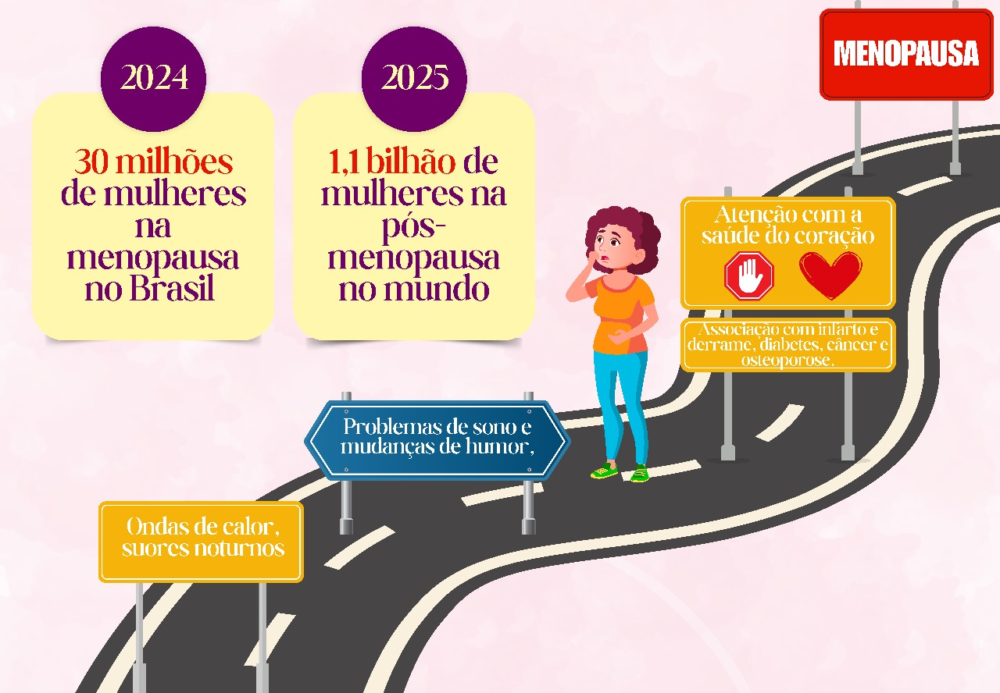 2024
30 milhões
de mulheres
na
menopausa
no Brasil
2025
1,1 bilhão de
mulheres na
pós-
menopausa
no mundo
MENOPAUSA
Atenção com a
saúde do coração
Associação com infarto e
derrame, diabetes, câncer e
osteoporose.
Problemas de sono e
mudanças de humor,
Ondas de calor,
suores noturnos